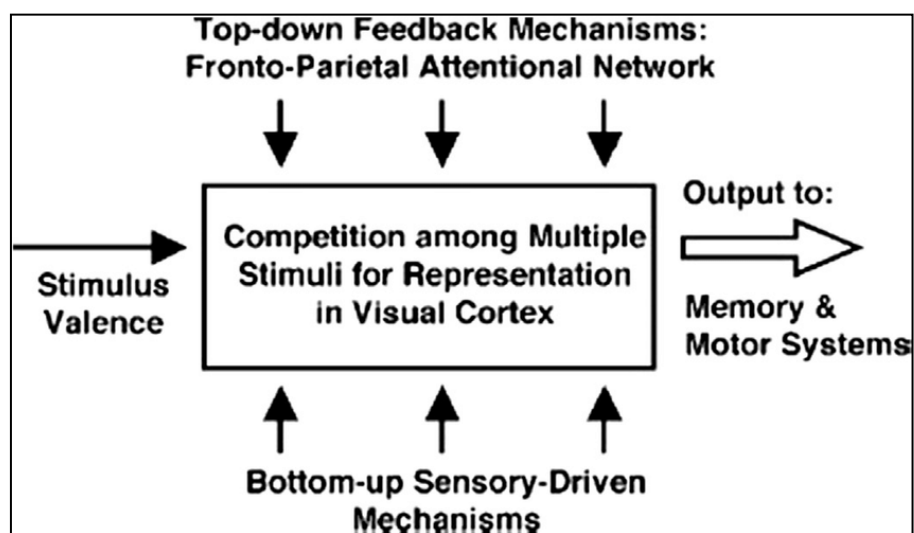 Top-down Feedback Mechanisms:
Fronto-Parietal Attentional Network
Competition among Multiple
Stimuli for Representation
in Visual Cortex
Stimulus
Valence
Output to:
Memory &
Motor Systems
Bottom-up Sensory-Driven
Mechanisms